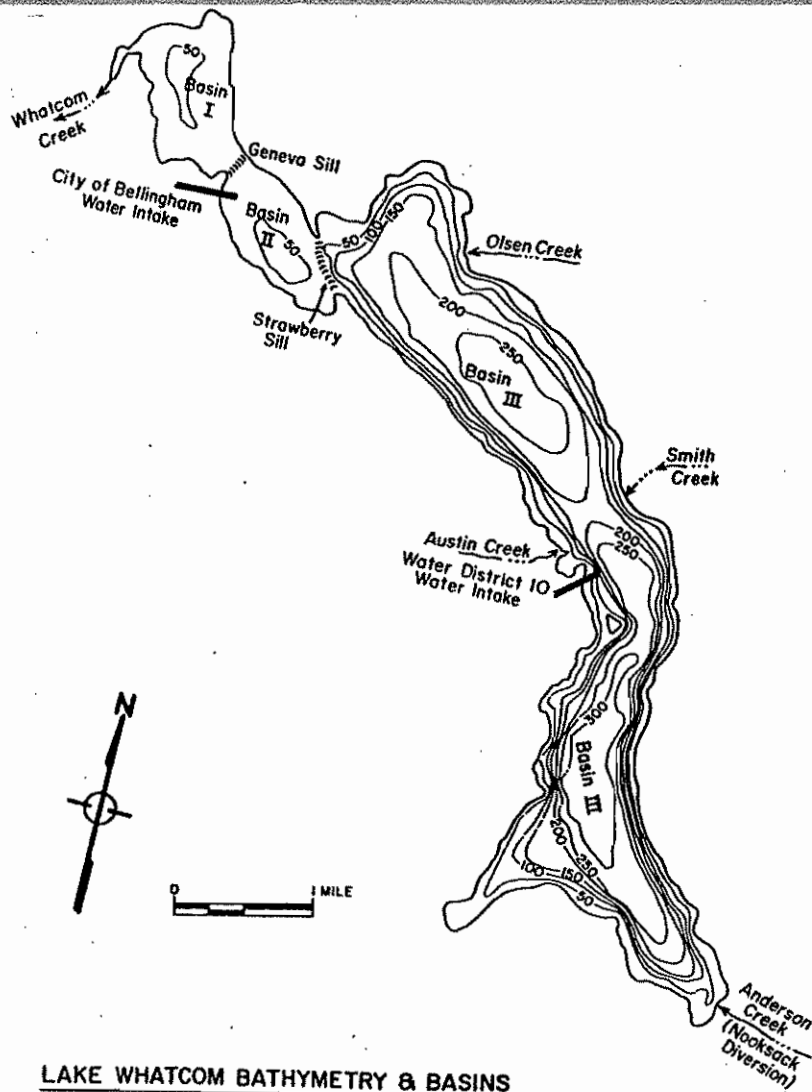 50
Basin
I
Whatcom
Creek
Geneva Sill
City of Bellingham
Water Intake
Basin
II
50
Strawberry
Sill
50
100
150
Olsen Creek
200
250
Basin
III
Smith
Creek
200
250
Austin Creek
Water District 10
Water Intake
N
300
Basin III
200
250
100
150
50
0
1 MILE
Anderson
Creek
(Nooksack
Diversion)
LAKE WHATCOM BATHYMETRY & BASINS